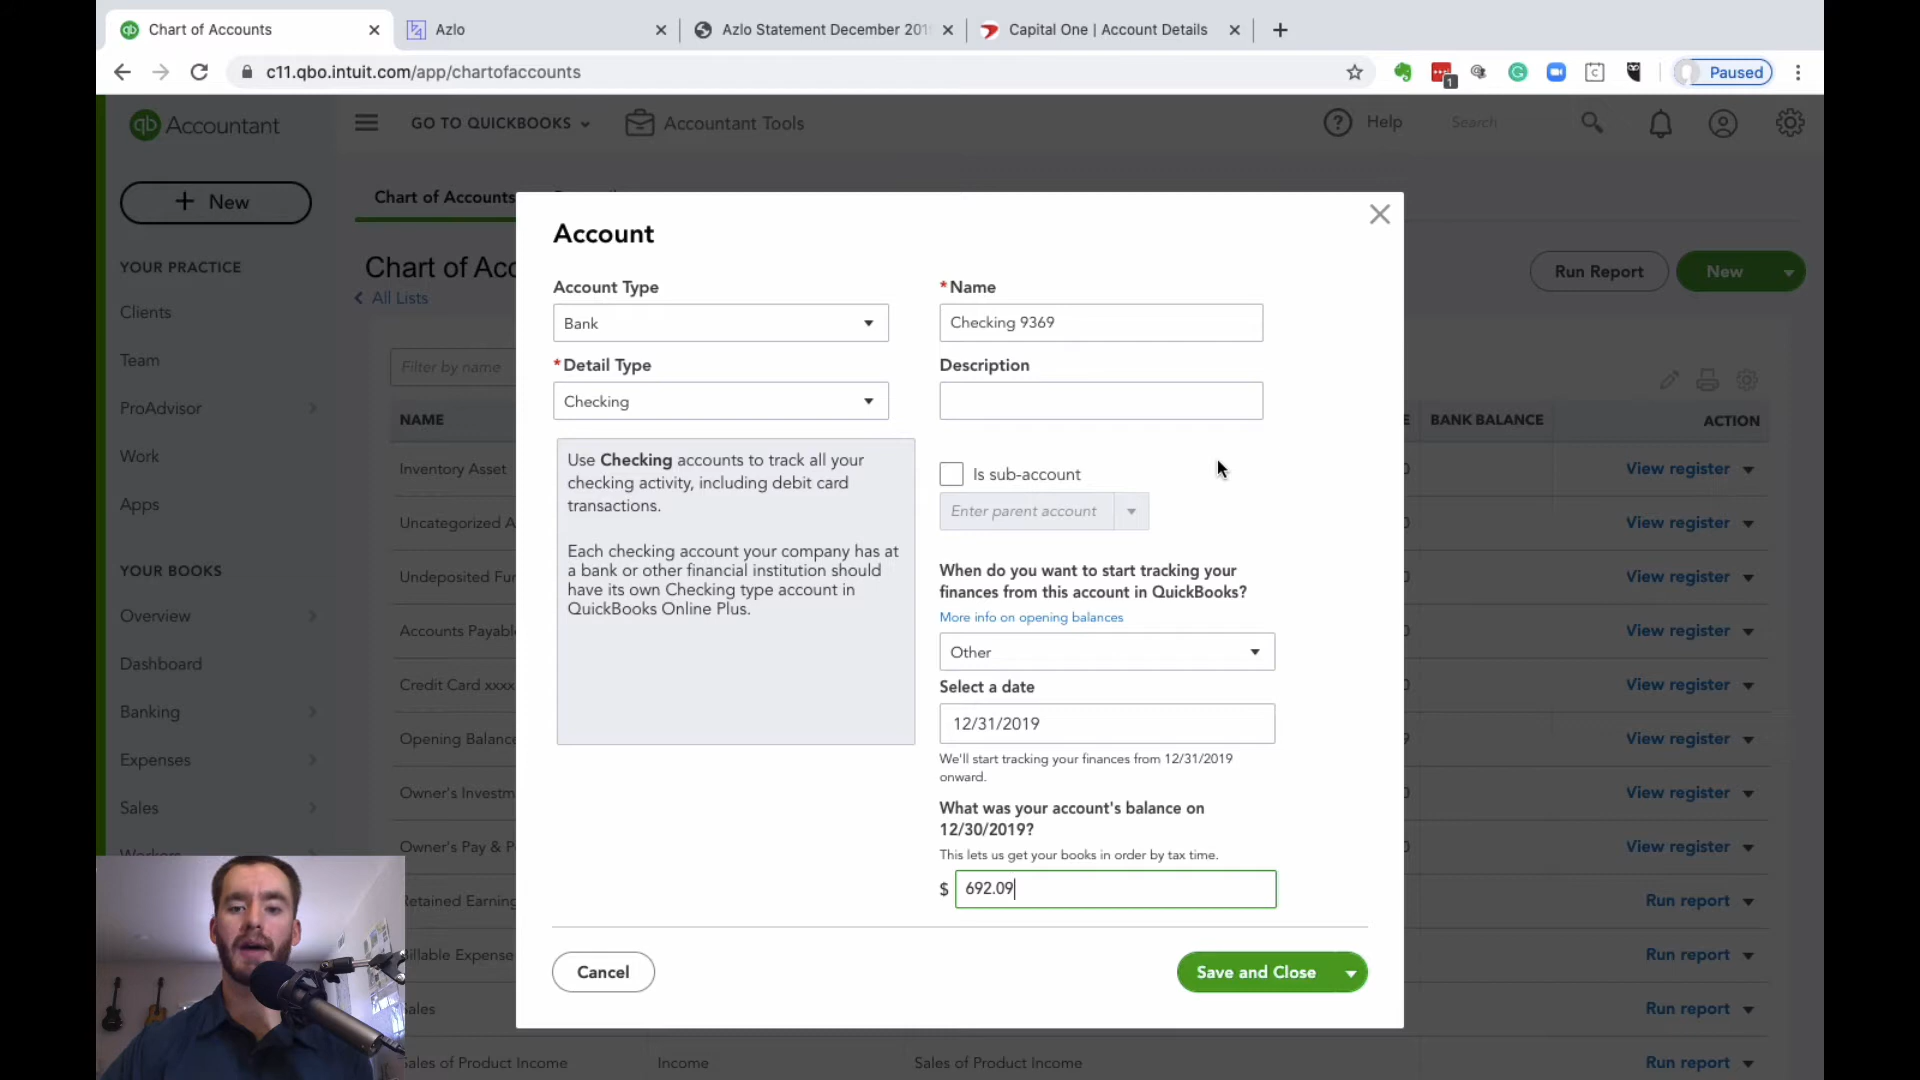 Chart of Accounts
Azlo
Azlo Statement December 201
Capital One | Account Details
c11.qbo.intuit.com/app/chartofaccounts
1
Paused
qb Accountant
GO TO QUICKBOOKS
Accountant Tools
Help
Search
+ New
Chart of Accounts
YOUR PRACTICE
Clients
Team
ProAdvisor
Work
Apps
YOUR BOOKS
Overview
Dashboard
Banking
Expenses
Sales
Workers
Chart of Acc
All Lists
Run Report
New
Filter by name
NAME
BANK BALANCE
ACTION
Inventory Asset
View register
Uncategorized A
View register
Undeposited Fu
View register
Accounts Payabl
View register
Credit Card xxxx
View register
Opening Balance
View register
Owner's Investm
View register
Owner's Pay & P
View register
Retained Earning
Run report
Billable Expense
Run report
Sales
Run report
Sales of Product Income
Income
Sales of Product Income
Run report
Account
Account Type
Bank
* Name
Checking 9369
* Detail Type
Checking
Description
Use Checking accounts to track all your
checking activity, including debit card
transactions.
Each checking account your company has at
a bank or other financial institution should
have its own Checking type account in
QuickBooks Online Plus.
Is sub-account
Enter parent account
When do you want to start tracking your
finances from this account in QuickBooks?
More info on opening balances
Other
Select a date
12/31/2019
We'll start tracking your finances from 12/31/2019
onward.
What was your account's balance on
12/30/2019?
This lets us get your books in order by tax time.
$ 692.09
Cancel
Save and Close